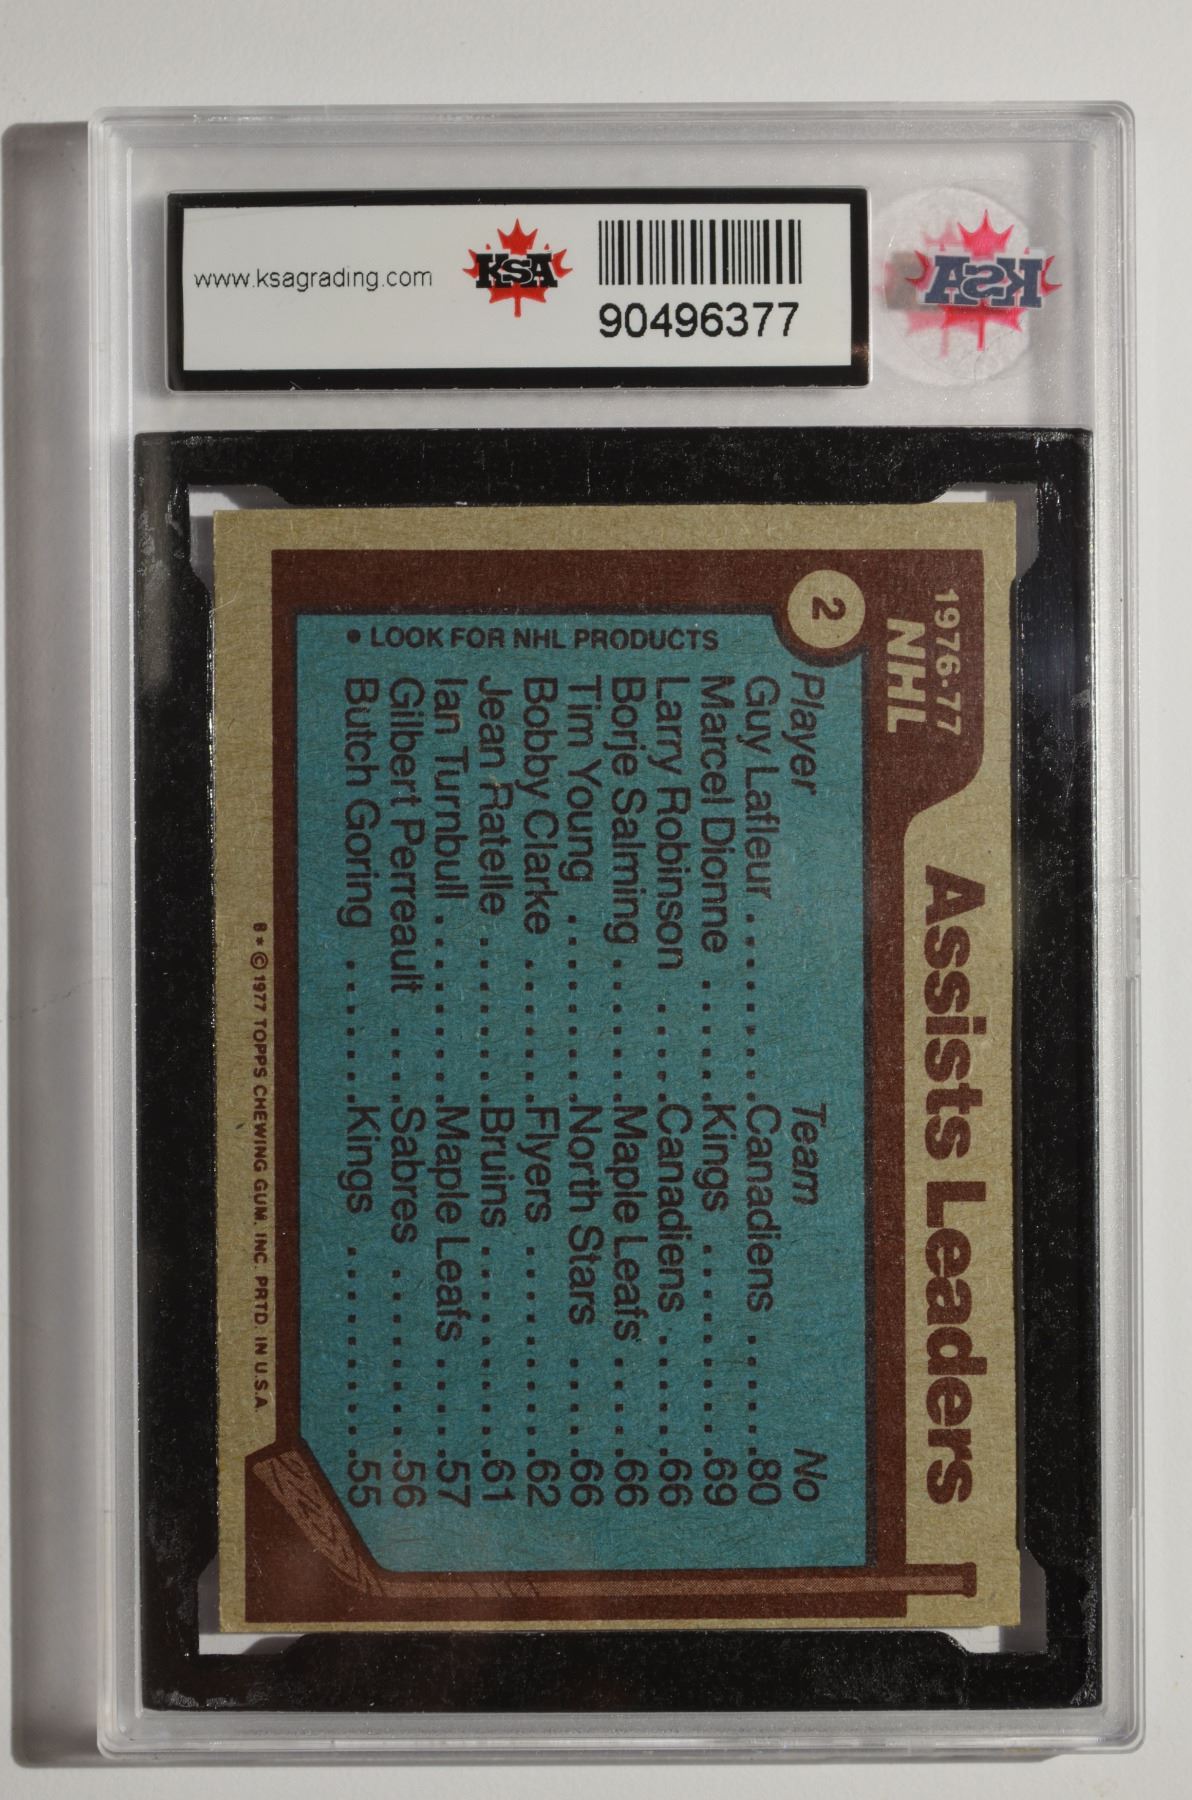 www.ksagrading.com
KSA
90496377
KSA
2
1976-77
NHL
Assists Leaders
Player Team No
Guy Lafleur........Canadiens......80
Marcel Dionne......Kings.........69
Larry Robinson....Canadiens....66
Borje Salming.......Maple Leafs....66
Tim Young.........North Stars....66
Bobby Clarke.......Flyers........62
Jean Ratelle........Bruins........61
Ian Turnbull.........Maple Leafs....57
Gilbert Perreault....Sabres.......56
Butch Goring.......Kings........55
• LOOK FOR NHL PRODUCTS
B* © 1977 TOPPS CHEWING GUM, INC. PRTD. IN U.S.A.